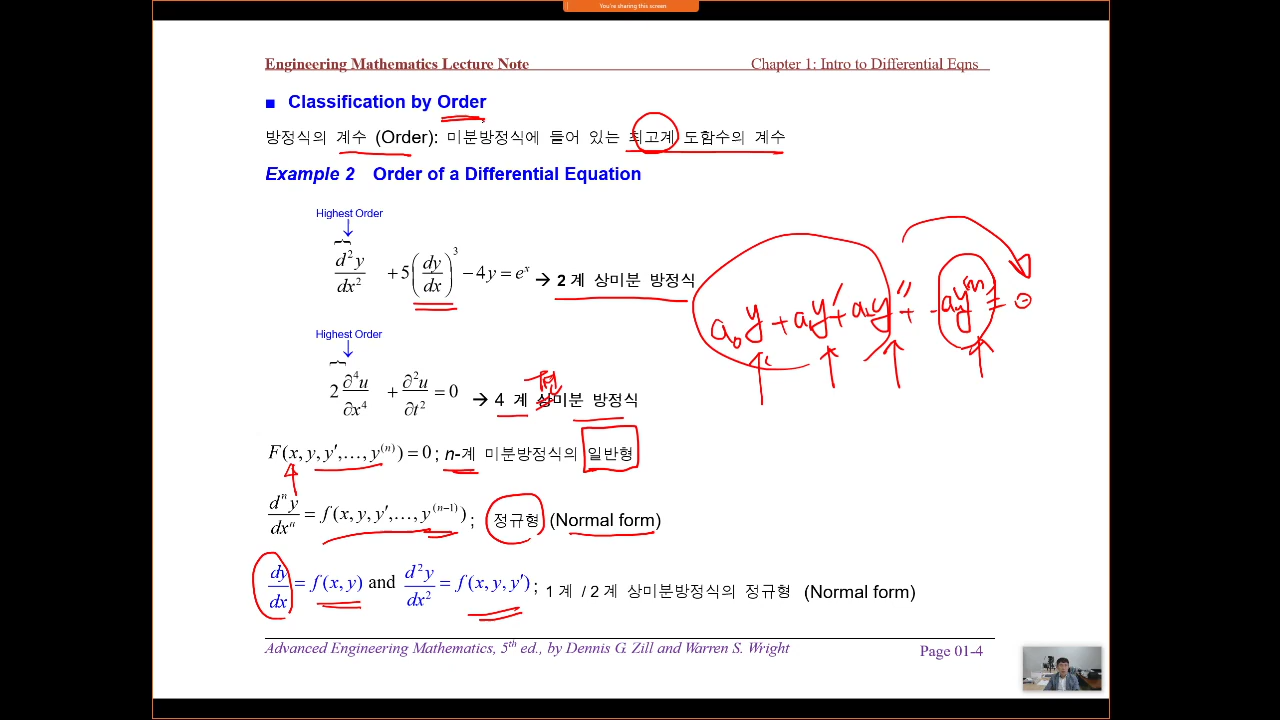 You're sharing this screen
Engineering Mathematics Lecture Note Chapter 1: Intro to Differential Eqns
■ Classification by Order
방정식의 계수 (Order): 미분방정식에 들어 있는 최고계 도함수의 계수
Example 2 Order of a Differential Equation
Highest Order
d²y/dx² + 5(dy/dx)³ − 4y = eˣ → 2 계 상미분 방정식
a₀y + a₁y′ + a₂y″ + - aₙy⁽ⁿ⁾ = 0
Highest Order
2 ∂⁴u/∂x⁴ + ∂²u/∂t² = 0 → 4 계 상미분 방정식
편
F(x, y, y′,…, y⁽ⁿ⁾) = 0 ; n-계 미분방정식의 일반형
dⁿy/dxⁿ = f(x, y, y′,…, y⁽ⁿ⁻¹⁾) ; 정규형 (Normal form)
dy/dx = f(x, y) and d²y/dx² = f(x, y, y′) ; 1 계 / 2 계 상미분방정식의 정규형 (Normal form)
Advanced Engineering Mathematics, 5th ed., by Dennis G. Zill and Warren S. Wright Page 01-4